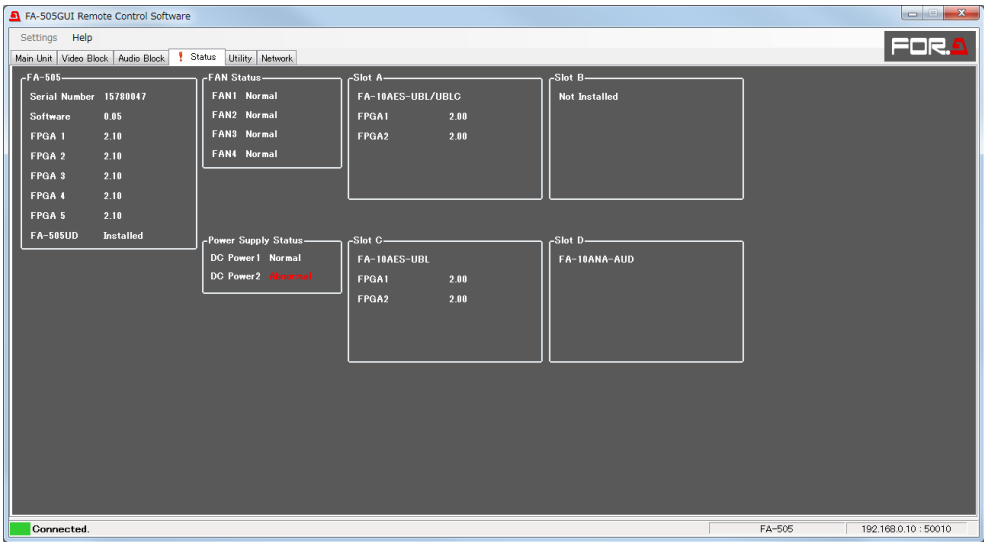 FA-505GUI Remote Control Software
Settings Help
FOR.A
Main Unit Video Block Audio Block ! Status Utility Network
FA-505
Serial Number 15780047
Software 0.05
FPGA 1 2.10
FPGA 2 2.10
FPGA 3 2.10
FPGA 4 2.10
FPGA 5 2.10
FA-505UD Installed
FAN Status
FAN1 Normal
FAN2 Normal
FAN3 Normal
FAN4 Normal
Power Supply Status
DC Power1 Normal
DC Power2 Abnormal
Slot A
FA-10AES-UBL/UBLC
FPGA1 2.00
FPGA2 2.00
Slot B
Not Installed
Slot C
FA-10AES-UBL
FPGA1 2.00
FPGA2 2.00
Slot D
FA-10ANA-AUD
Connected.
FA-505
192.168.0.10 : 50010